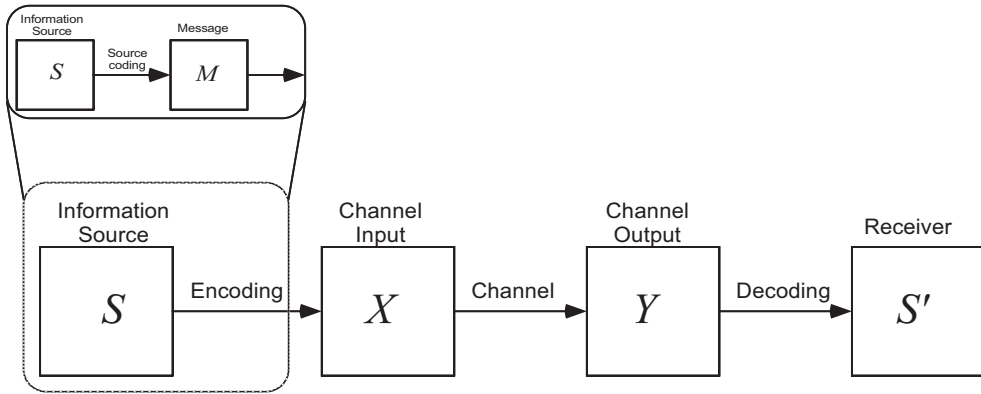 Information
Source
Message
S
Source
coding
M
Information
Source
Channel
Input
Channel
Output
Receiver
S
Encoding
X
Channel
Y
Decoding
S'